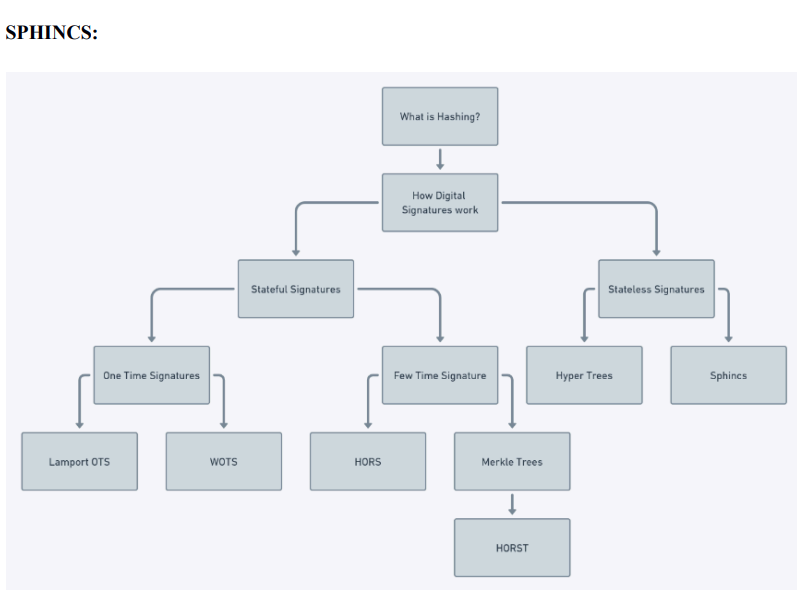 SPHINCS:
What is Hashing?
How Digital
Signatures work
Stateful Signatures
Stateless Signatures
One Time Signatures
Few Time Signature
Hyper Trees
Sphincs
Lamport OTS
WOTS
HORS
Merkle Trees
HORST